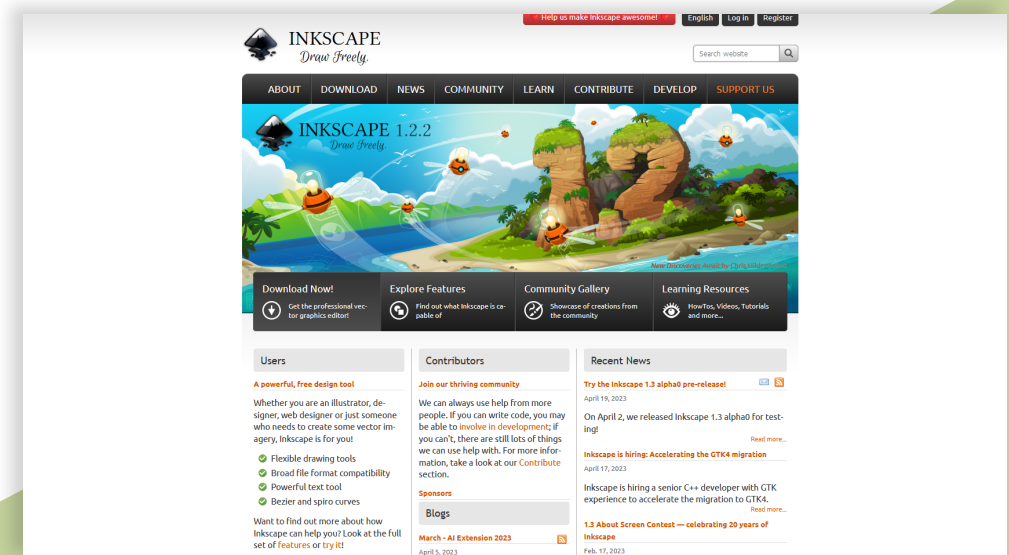 Help us make Inkscape awesome!
English
Log in
Register
INKSCAPE
Draw Freely.
Search website
ABOUT
DOWNLOAD
NEWS
COMMUNITY
LEARN
CONTRIBUTE
DEVELOP
SUPPORT US
INKSCAPE 1.2.2
Draw Freely.
New Discoveries Await by Chris
Download Now!
Get the professional vec-
tor graphics editor!
Explore Features
Find out what Inkscape is ca-
pable of
Community Gallery
Showcase of creations from
the community
Learning Resources
HowTos, Videos, Tutorials
and more...
Users
A powerful, free design tool
Whether you are an illustrator, de-
signer, web designer or just someone
who needs to create some vector im-
agery, Inkscape is for you!
Flexible drawing tools
Broad file format compatibility
Powerful text tool
Bezier and spiro curves
Want to find out more about how
Inkscape can help you? Look at the full
set of features or try it!
Contributors
Join our thriving community
We can always use help from more
people. If you can write code, you may
be able to involve in development; if
you can't, there are still lots of things
we can use help with. For more infor-
mation, take a look at our Contribute
section.
Sponsors
Blogs
March - AI Extension 2023
April 5, 2023
Recent News
Try the Inkscape 1.3 alpha0 pre-release!
April 19, 2023
On April 2, we released Inkscape 1.3 alpha0 for test-
ing!
Read more...
Inkscape is hiring: Accelerating the GTK4 migration
April 17, 2023
Inkscape is hiring a senior C++ developer with GTK
experience to accelerate the migration to GTK4.
Read more...
1.3 About Screen Contest — celebrating 20 years of
Inkscape
Feb. 17, 2023